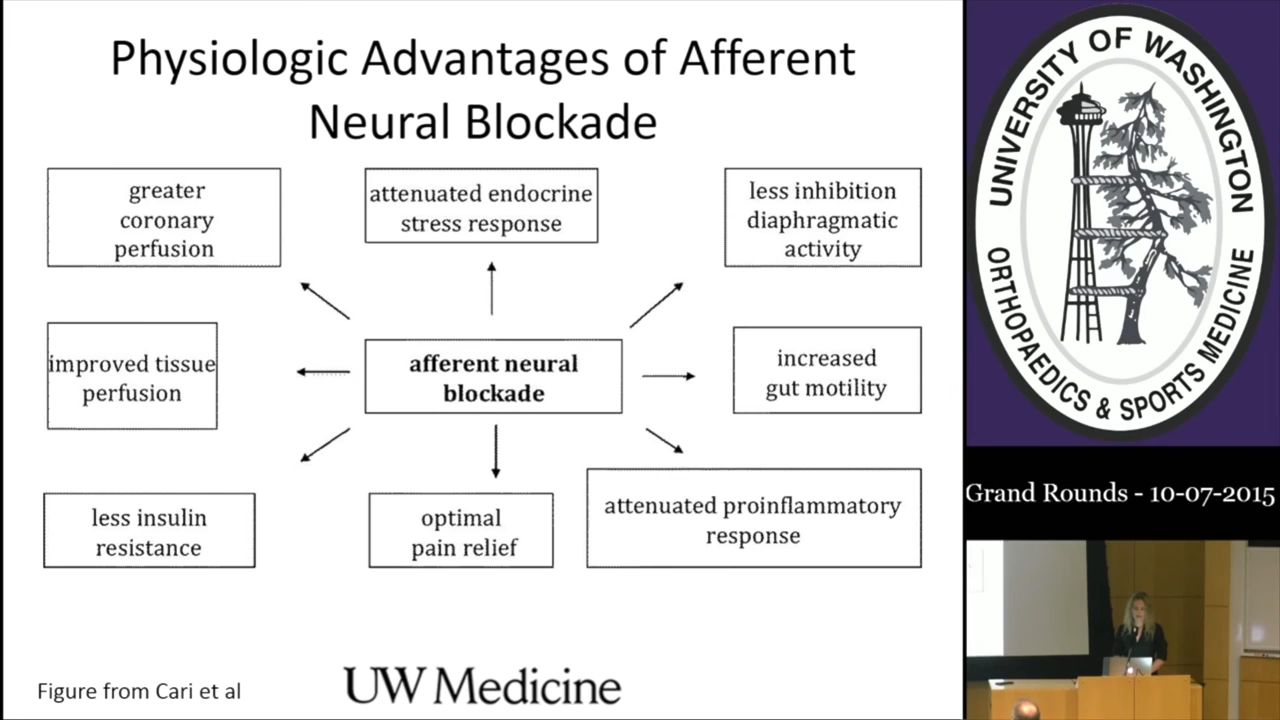 Physiologic Advantages of Afferent
Neural Blockade
greater
coronary
perfusion
attenuated endocrine
stress response
less inhibition
diaphragmatic
activity
improved tissue
perfusion
afferent neural
blockade
increased
gut motility
less insulin
resistance
optimal
pain relief
attenuated proinflammatory
response
Figure from Cari et al
UW Medicine
UNIVERSITY OF WASHINGTON
ORTHOPAEDICS & SPORTS MEDICINE
Grand Rounds - 10-07-2015